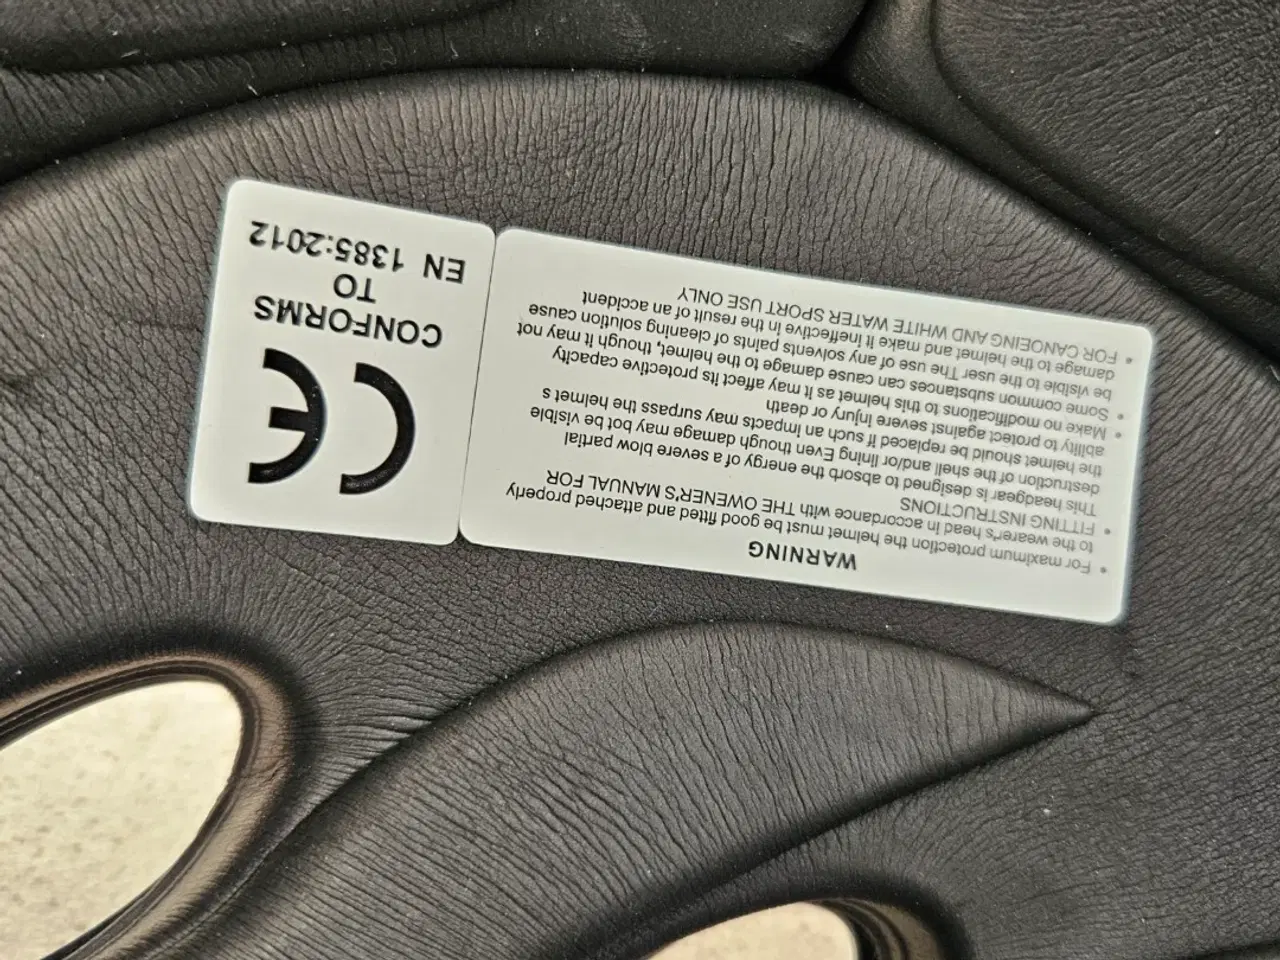 WARNING
• For maximum protection the helmet must be good fitted and attached properly
to the wearer's head in accordance with THE OWENER'S MANUAL FOR
• FITTING INSTRUCTIONS
This headgear is designed to absorb the energy of a severe blow partial
destruction of the shell and/or lining Even though damage may bot be visible
the helmet should be replaced if such an impacts may surpass the helmet s
ability to protect against severe injury or death
• Make no modifications to this helmet as it may affect its protective capacity
• Some common substances can cause damage to the helmet, though it may not
be visible to the user The use of any solvents paints of cleaning solution cause
damage to the helmet and make it ineffective in the result of an accident
• FOR CANOEING AND WHITE WATER SPORT USE ONLY
CE
CONFORMS
TO
EN 1385:2012